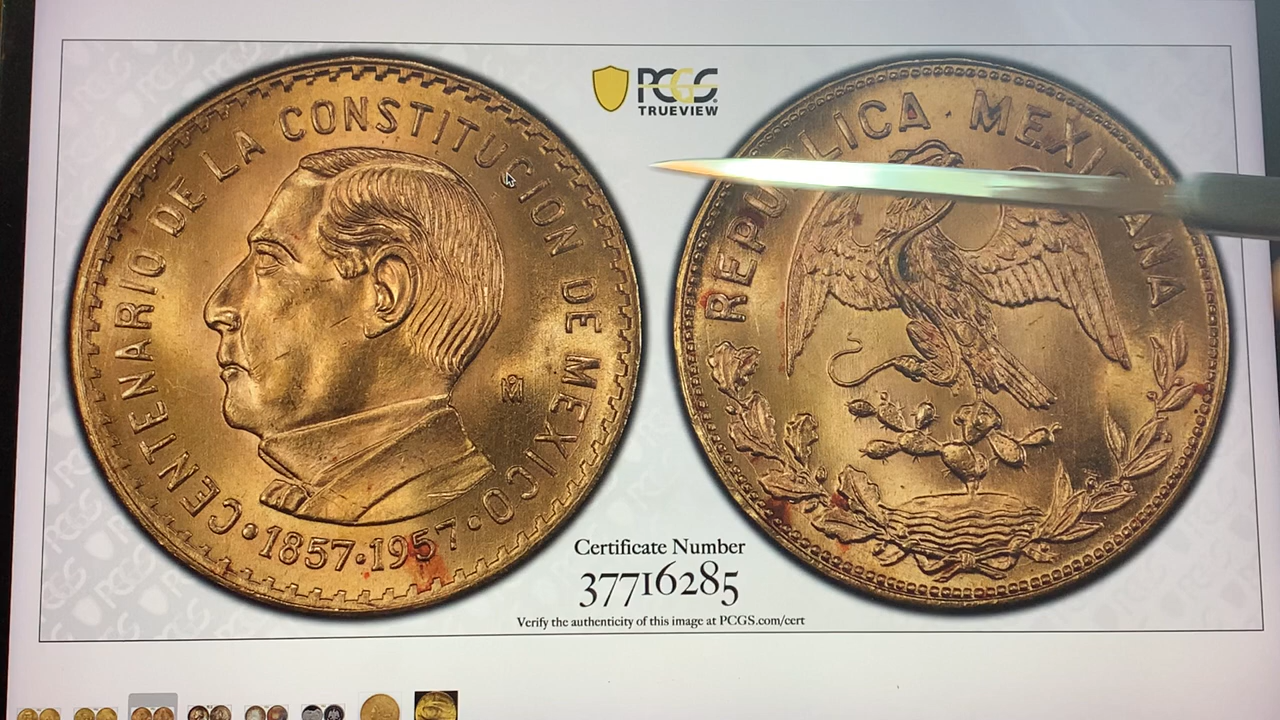 PCGS
TRUEVIEW
CENTENARIO DE LA CONSTITUCION DE MEXICO
M
1857·1957
REPUBLICA MEXICANA
Certificate Number
37716285
Verify the authenticity of this image at PCGS.com/cert